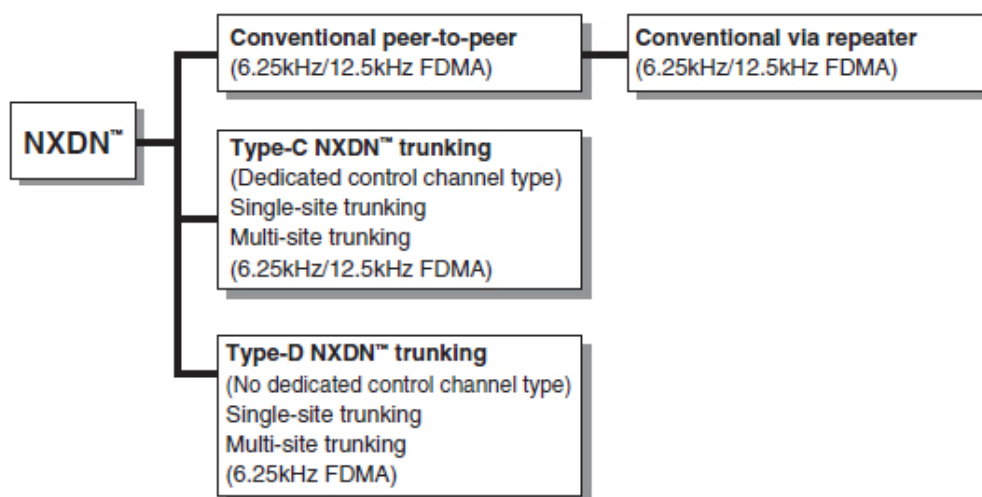 NXDN™
Conventional peer-to-peer
(6.25kHz/12.5kHz FDMA)
Conventional via repeater
(6.25kHz/12.5kHz FDMA)
Type-C NXDN™ trunking
(Dedicated control channel type)
Single-site trunking
Multi-site trunking
(6.25kHz/12.5kHz FDMA)
Type-D NXDN™ trunking
(No dedicated control channel type)
Single-site trunking
Multi-site trunking
(6.25kHz FDMA)